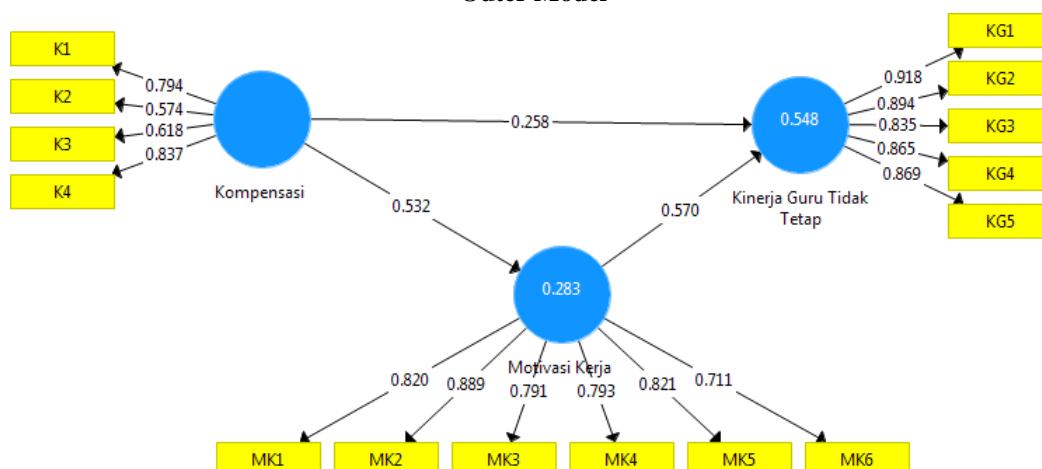 Outer Model
K1
K2
K3
K4
0.794
0.574
0.618
0.837
Kompensasi
0.258
0.532
0.570
0.548
Kinerja Guru Tidak
Tetap
0.918
0.894
0.835
0.865
0.869
KG1
KG2
KG3
KG4
KG5
0.283
Motivasi Kerja
0.820
0.889
0.791
0.793
0.821
0.711
MK1
MK2
MK3
MK4
MK5
MK6